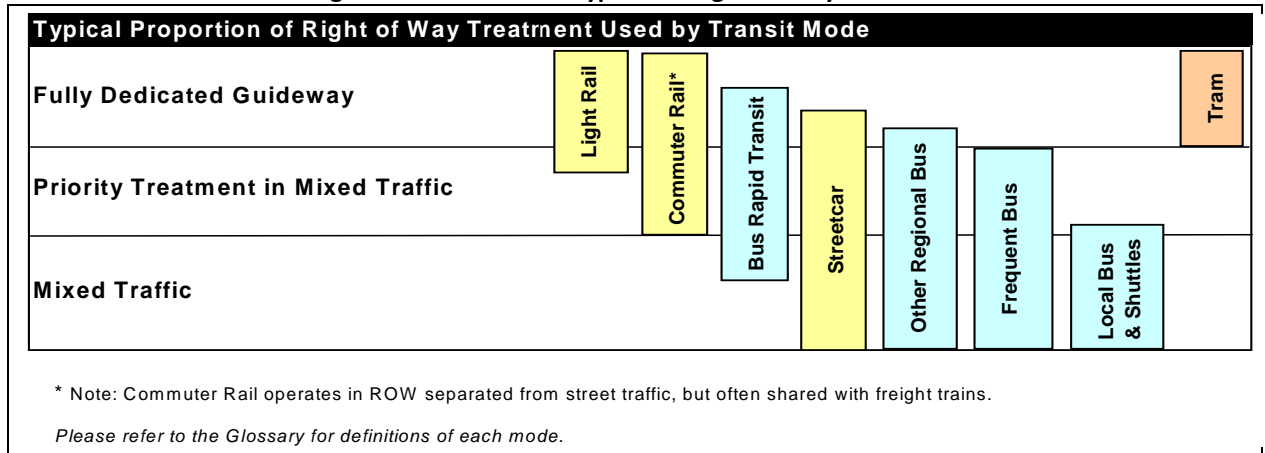 Typical Proportion of Right of Way Treatment Used by Transit Mode
Fully Dedicated Guideway
Priority Treatment in Mixed Traffic
Mixed Traffic
Light Rail
Commuter Rail*
Bus Rapid Transit
Streetcar
Other Regional Bus
Frequent Bus
Local Bus
& Shuttles
Tram
* Note: Commuter Rail operates in ROW separated from street traffic, but often shared with freight trains.
Please refer to the Glossary for definitions of each mode.